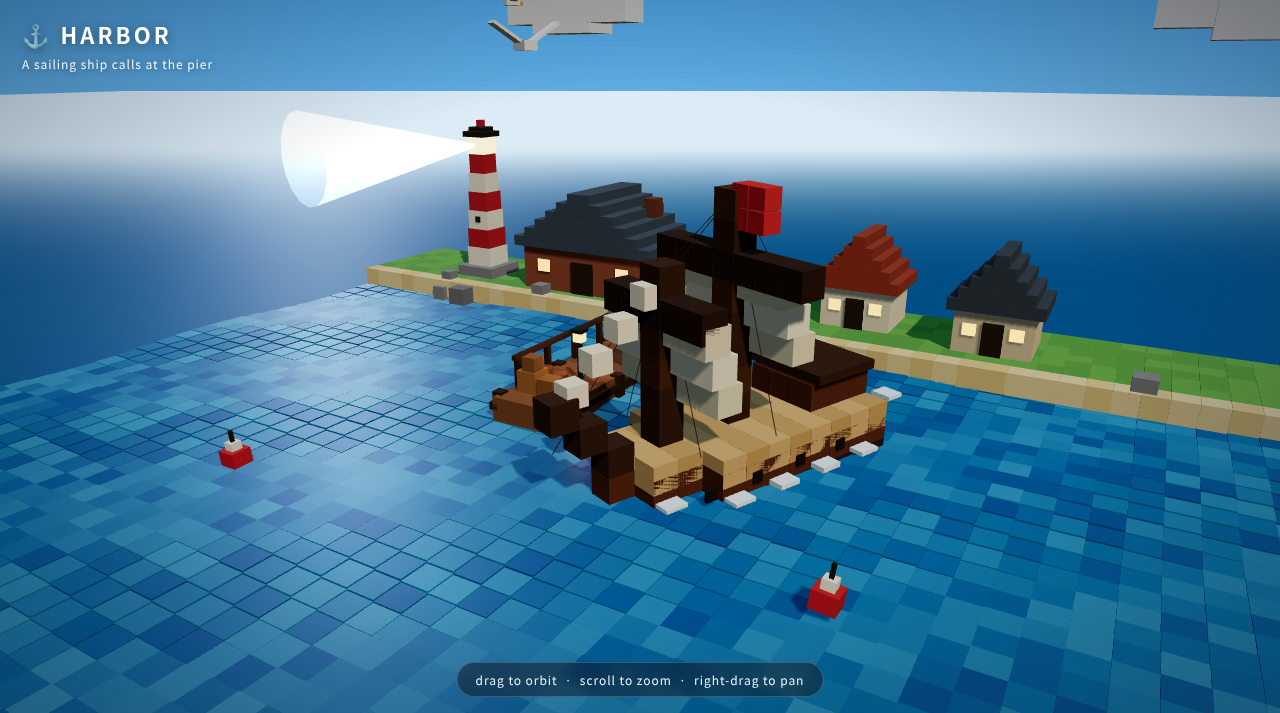 ⚓ HARBOR
A sailing ship calls at the pier
drag to orbit · scroll to zoom · right-drag to pan